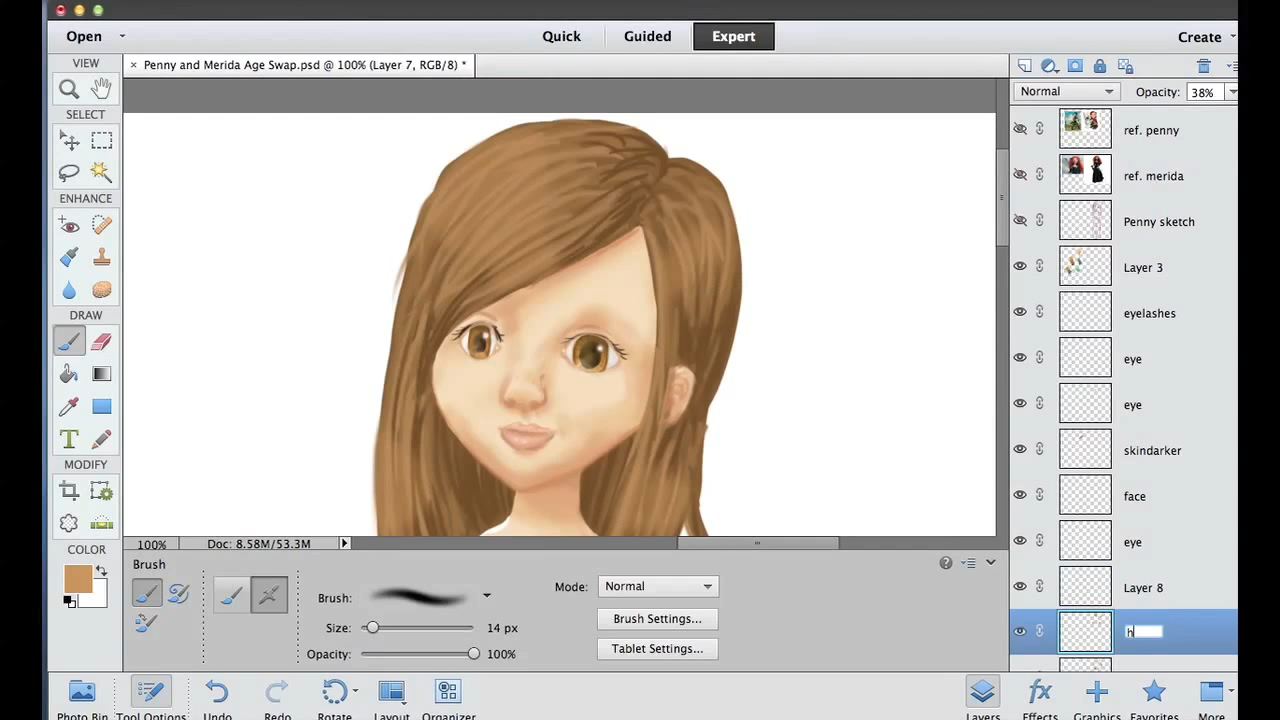 Open Quick Guided Expert Create
VIEW
× Penny and Merida Age Swap.psd @ 100% (Layer 7, RGB/8) *
Normal Opacity: 38%
SELECT
ENHANCE
DRAW
MODIFY
COLOR
ref. penny
ref. merida
Penny sketch
Layer 3
eyelashes
eye
eye
skindarker
face
eye
Layer 8
h
100% Doc: 8.58M/53.3M
Brush
Brush: Mode: Normal
Size: 14 px Brush Settings...
Opacity: 100% Tablet Settings...
Photo Bin Tool Options Undo Redo Rotate Layout Organizer Layers Effects Graphics Favorites More